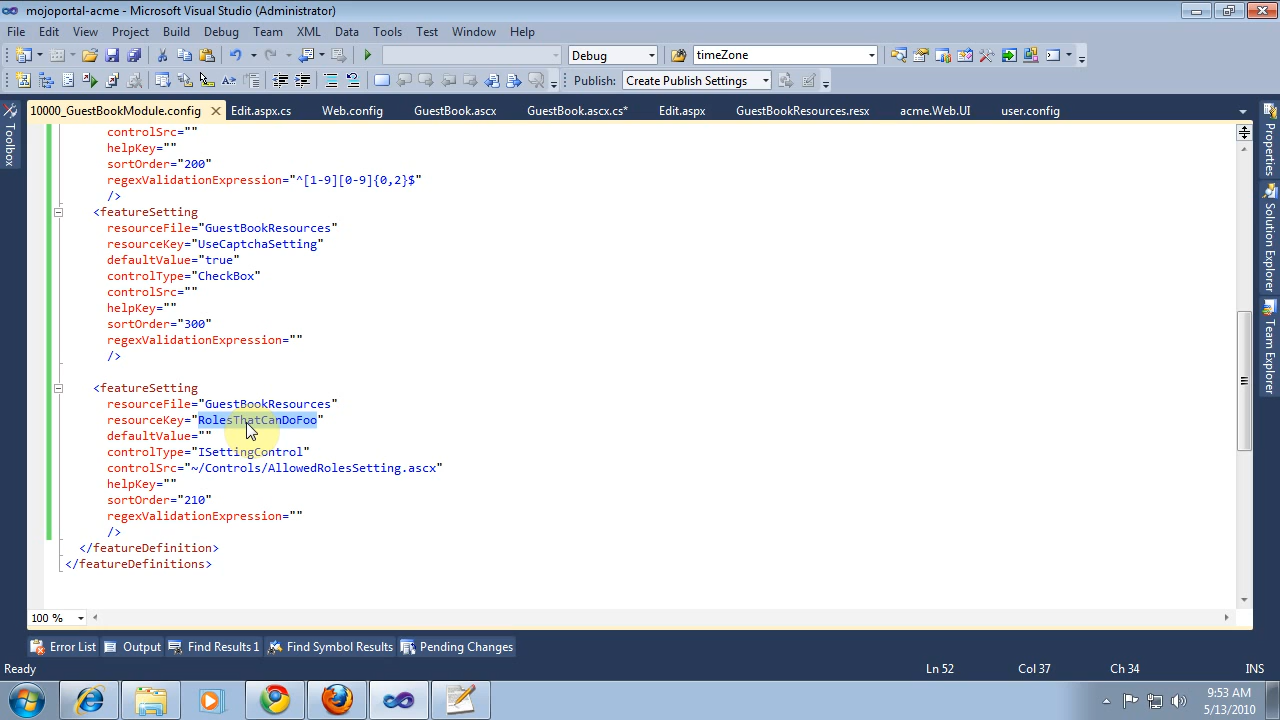 mojoportal-acme - Microsoft Visual Studio (Administrator)
File Edit View Project Build Debug Team XML Data Tools Test Window Help
Debug timeZone
Publish: Create Publish Settings
10000_GuestBookModule.config Edit.aspx.cs Web.config GuestBook.ascx GuestBook.ascx.cs* Edit.aspx GuestBookResources.resx acme.Web.UI user.config
Toolbox
Properties
Solution Explorer
Team Explorer
controlSrc=""
helpKey=""
sortOrder="200"
regexValidationExpression="^[1-9][0-9]{0,2}$"
/>
<featureSetting
resourceFile="GuestBookResources"
resourceKey="UseCaptchaSetting"
defaultValue="true"
controlType="CheckBox"
controlSrc=""
helpKey=""
sortOrder="300"
regexValidationExpression=""
/>
<featureSetting
resourceFile="GuestBookResources"
resourceKey="RolesThatCanDoFoo"
defaultValue=""
controlType="ISettingControl"
controlSrc="~/Controls/AllowedRolesSetting.ascx"
helpKey=""
sortOrder="210"
regexValidationExpression=""
/>
</featureDefinition>
</featureDefinitions>
100 %
Error List Output Find Results 1 Find Symbol Results Pending Changes
Ready Ln 52 Col 37 Ch 34 INS
9:53 AM
5/13/2010